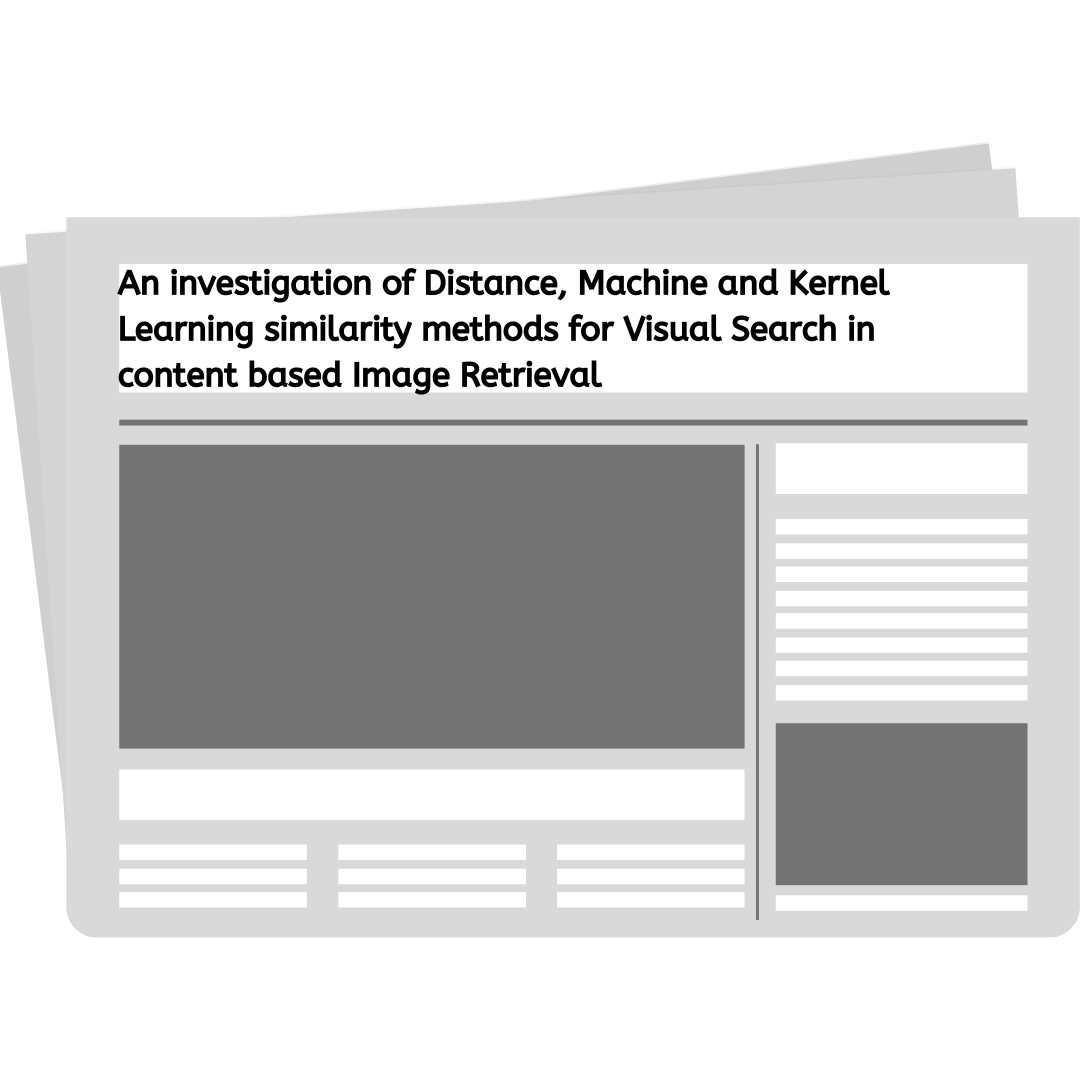 An investigation of Distance, Machine and Kernel
Learning similarity methods for Visual Search in
content based Image Retrieval